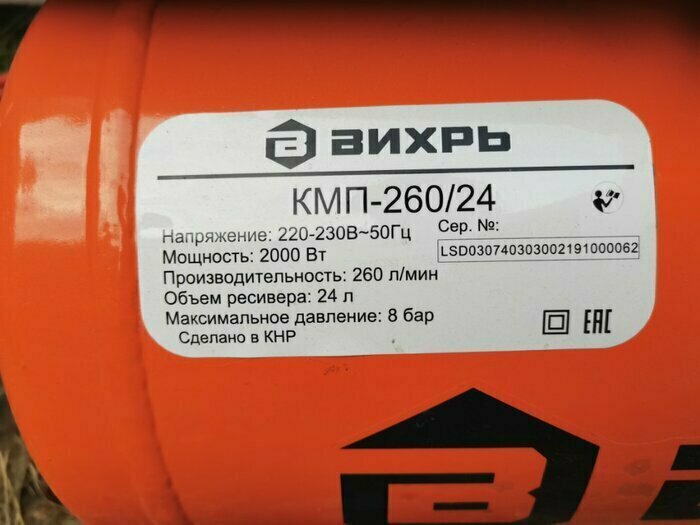 ВИХРЬ
КМП-260/24
Напряжение: 220-230В~50Гц
Сер. №:
Мощность: 2000 Вт
LSD030740303002191000062
Производительность: 260 л/мин
Объем ресивера: 24 л
Максимальное давление: 8 бар
Сделано в КНР
EAC
В